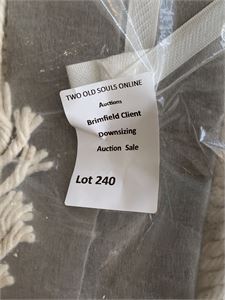 TWO OLD SOULS ONLINE
Auctions
Brimfield Client
Downsizing
Auction Sale
Lot 240